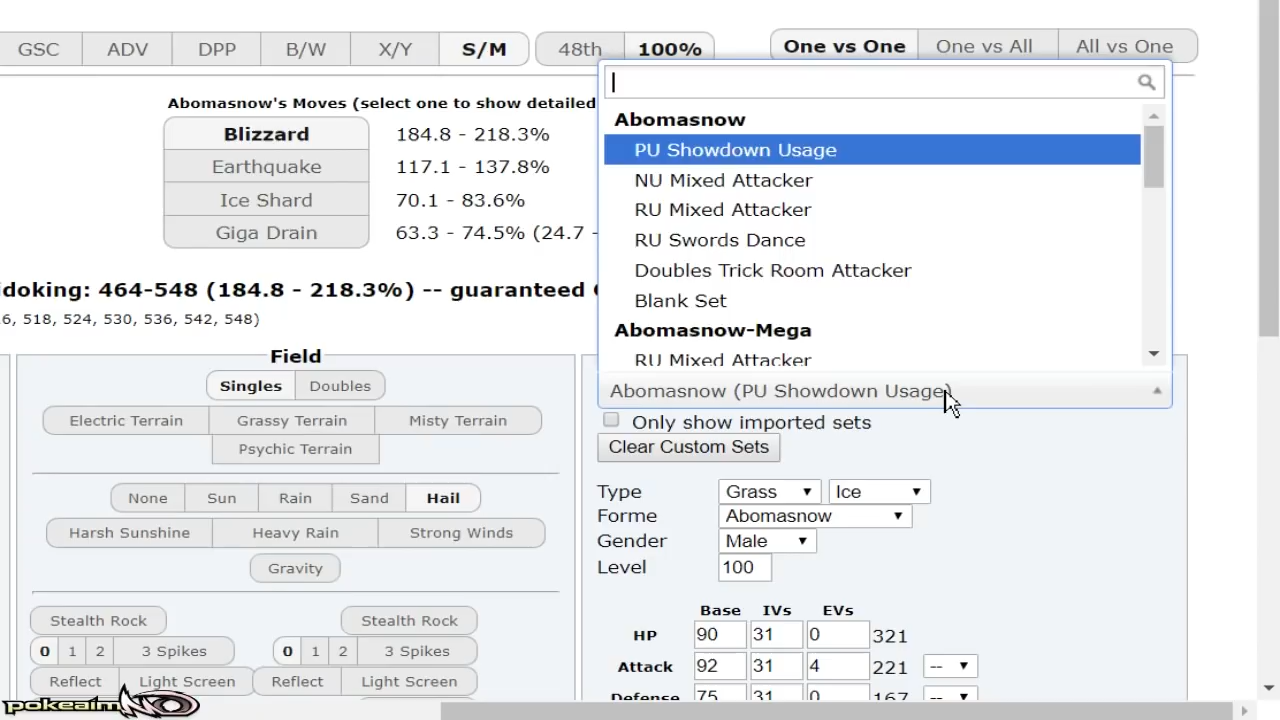 GSC ADV DPP B/W X/Y S/M 48th 100% One vs One One vs All All vs One
Abomasnow's Moves (select one to show detailed
Blizzard 184.8 - 218.3%
Earthquake 117.1 - 137.8%
Ice Shard 70.1 - 83.6%
Giga Drain 63.3 - 74.5% (24.7 -
idoking: 464-548 (184.8 - 218.3%) -- guaranteed
6, 518, 524, 530, 536, 542, 548)
Abomasnow
PU Showdown Usage
NU Mixed Attacker
RU Mixed Attacker
RU Swords Dance
Doubles Trick Room Attacker
Blank Set
Abomasnow-Mega
RU Mixed Attacker
Abomasnow (PU Showdown Usage)
Only show imported sets
Clear Custom Sets
Field
Singles Doubles
Electric Terrain Grassy Terrain Misty Terrain
Psychic Terrain
None Sun Rain Sand Hail
Harsh Sunshine Heavy Rain Strong Winds
Gravity
Stealth Rock Stealth Rock
0 1 2 3 Spikes 0 1 2 3 Spikes
Reflect Light Screen Reflect Light Screen
Type Grass Ice
Forme Abomasnow
Gender Male
Level 100
Base IVs EVs
HP 90 31 0 321
Attack 92 31 4 221 --
Defense 75 31 0 167 --
pokeaim